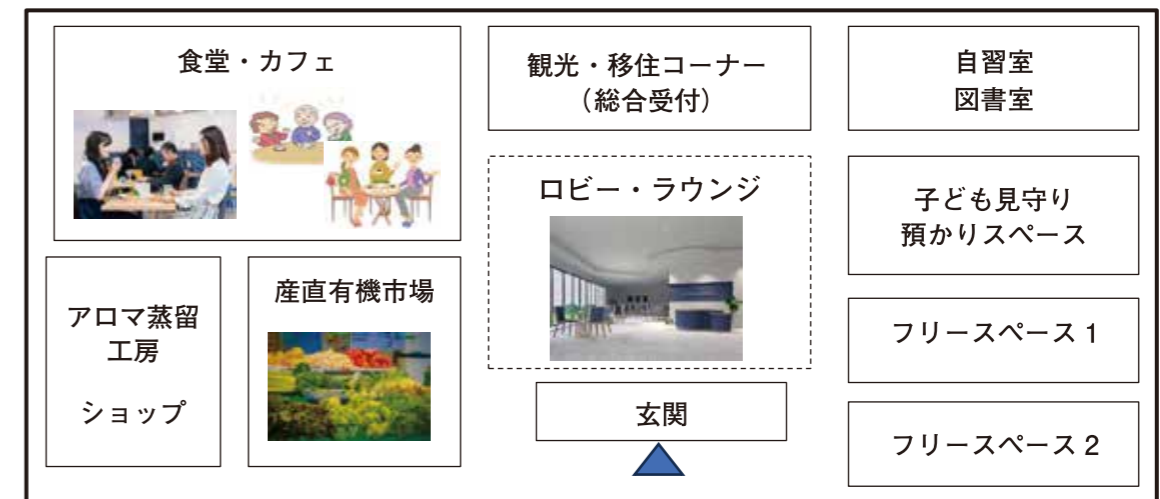 食堂・カフェ
観光・移住コーナー
（総合受付）
自習室
図書室
ロビー・ラウンジ
子ども見守り
預かりスペース
アロマ蒸留
工房
ショップ
産直有機市場
フリースペース1
玄関
フリースペース2